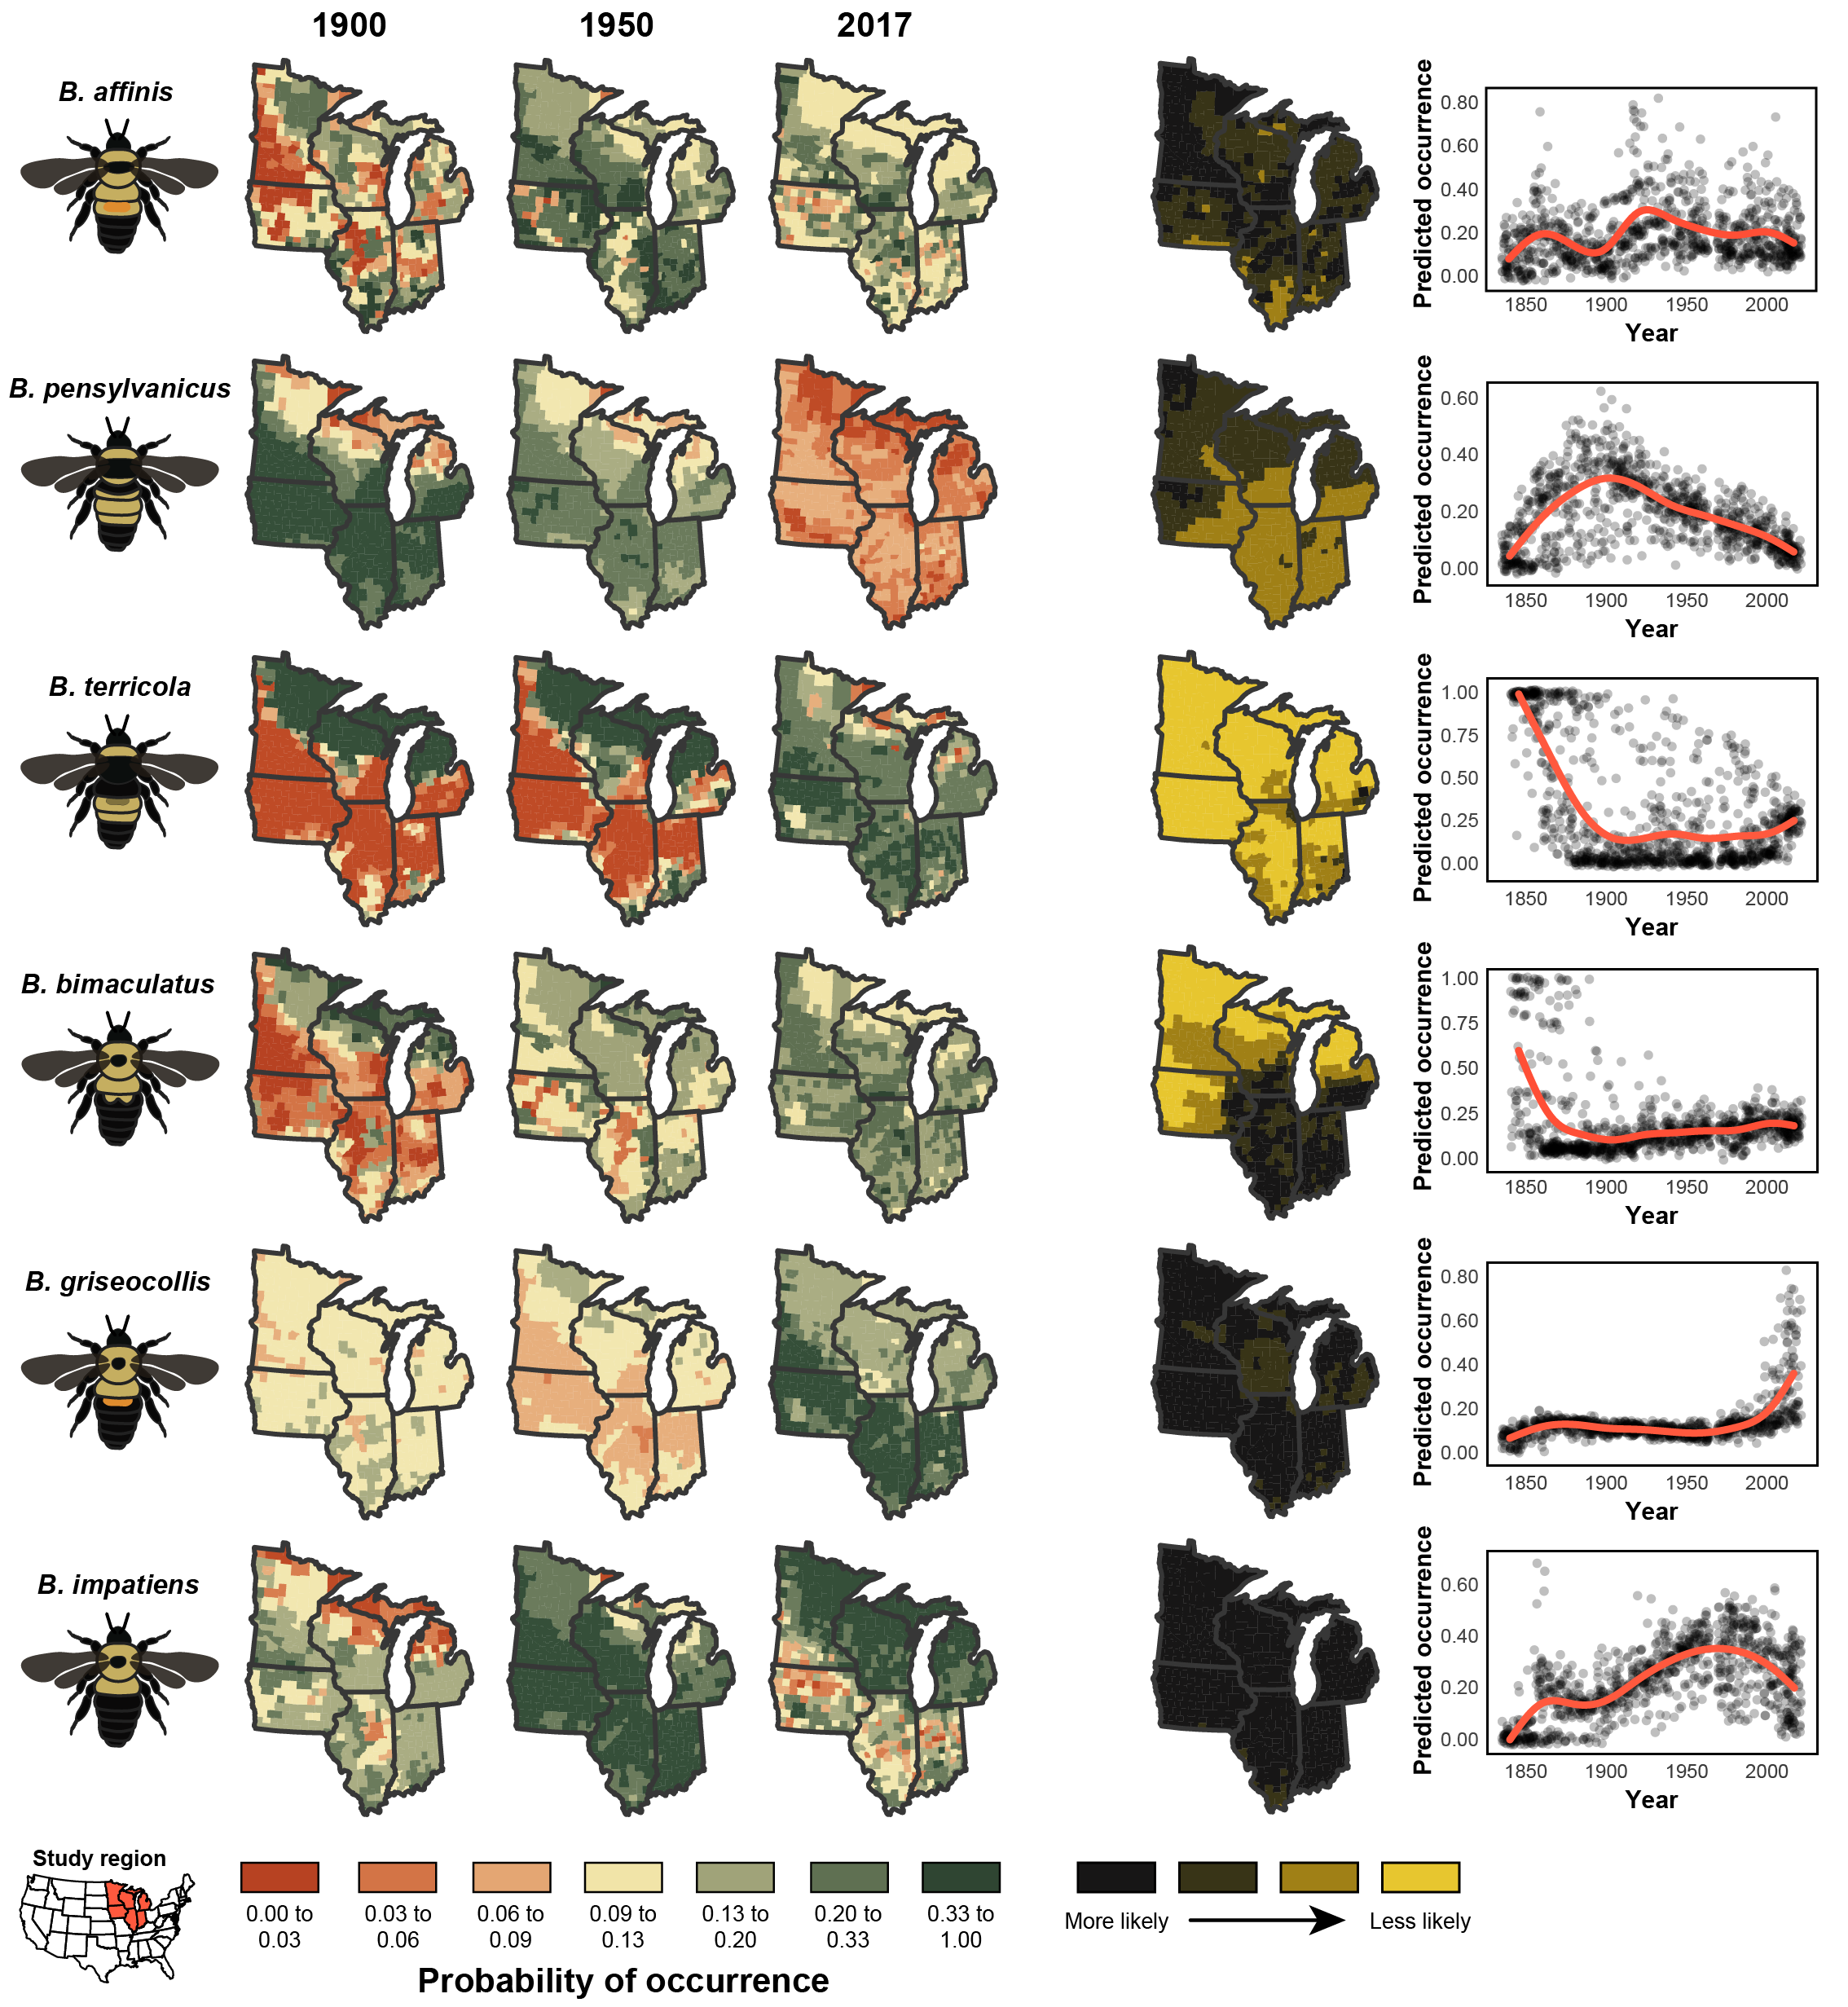 1900 1950 2017
B. affinis
Predicted occurrence
0.80
0.60
0.40
0.20
0.00
1850 1900 1950 2000
Year
B. pensylvanicus
Predicted occurrence
0.60
0.40
0.20
0.00
1850 1900 1950 2000
Year
B. terricola
Predicted occurrence
1.00
0.75
0.50
0.25
0.00
1850 1900 1950 2000
Year
B. bimaculatus
Predicted occurrence
1.00
0.75
0.50
0.25
0.00
1850 1900 1950 2000
Year
B. griseocollis
Predicted occurrence
0.80
0.60
0.40
0.20
0.00
1850 1900 1950 2000
Year
B. impatiens
Predicted occurrence
0.60
0.40
0.20
0.00
1850 1900 1950 2000
Year
Study region
0.00 to 0.03 to 0.06 to 0.09 to 0.13 to 0.20 to 0.33 to
0.03 0.06 0.09 0.13 0.20 0.33 1.00
Probability of occurrence
More likely Less likely